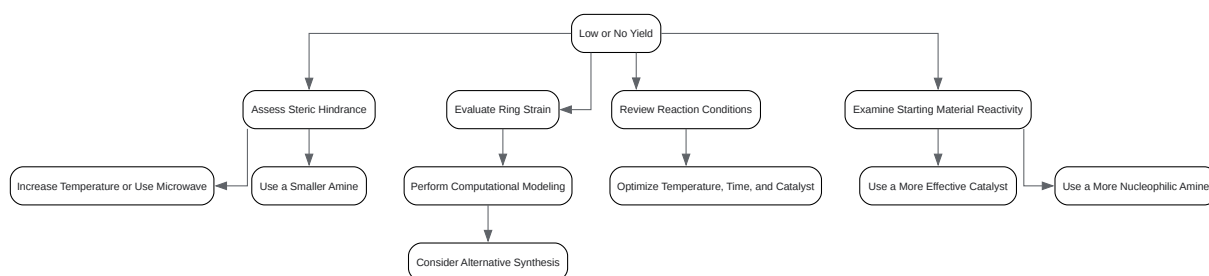 Low or No Yield
Assess Steric Hindrance
Evaluate Ring Strain
Review Reaction Conditions
Examine Starting Material Reactivity
Increase Temperature or Use Microwave
Use a Smaller Amine
Perform Computational Modeling
Optimize Temperature, Time, and Catalyst
Use a More Effective Catalyst
Use a More Nucleophilic Amine
Consider Alternative Synthesis